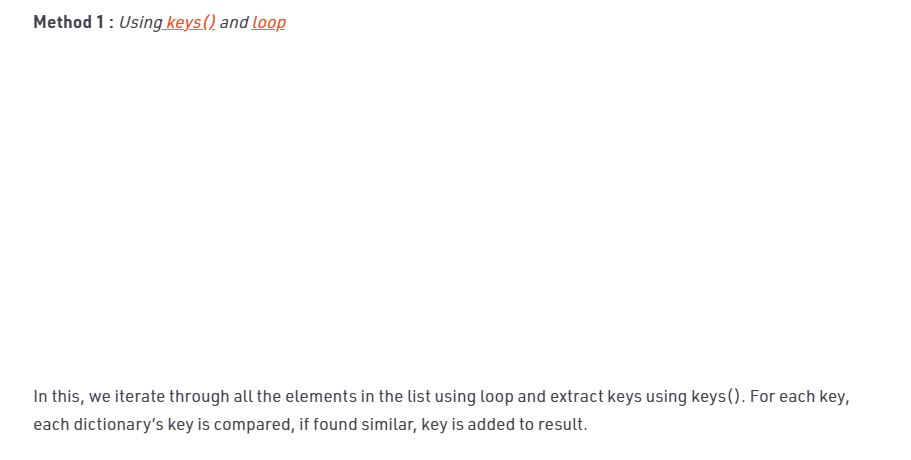 Method 1 : Using keys() and loop
In this, we iterate through all the elements in the list using loop and extract keys using keys(). For each key,
each dictionary’s key is compared, if found similar, key is added to result.